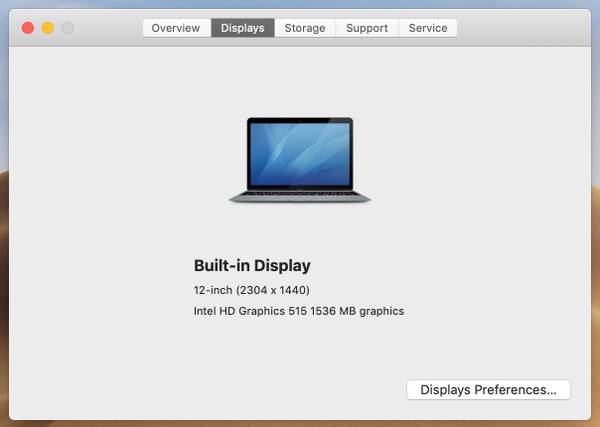 Overview Displays Storage Support Service
Built-in Display
12-inch (2304 x 1440)
Intel HD Graphics 515 1536 MB graphics
Displays Preferences...